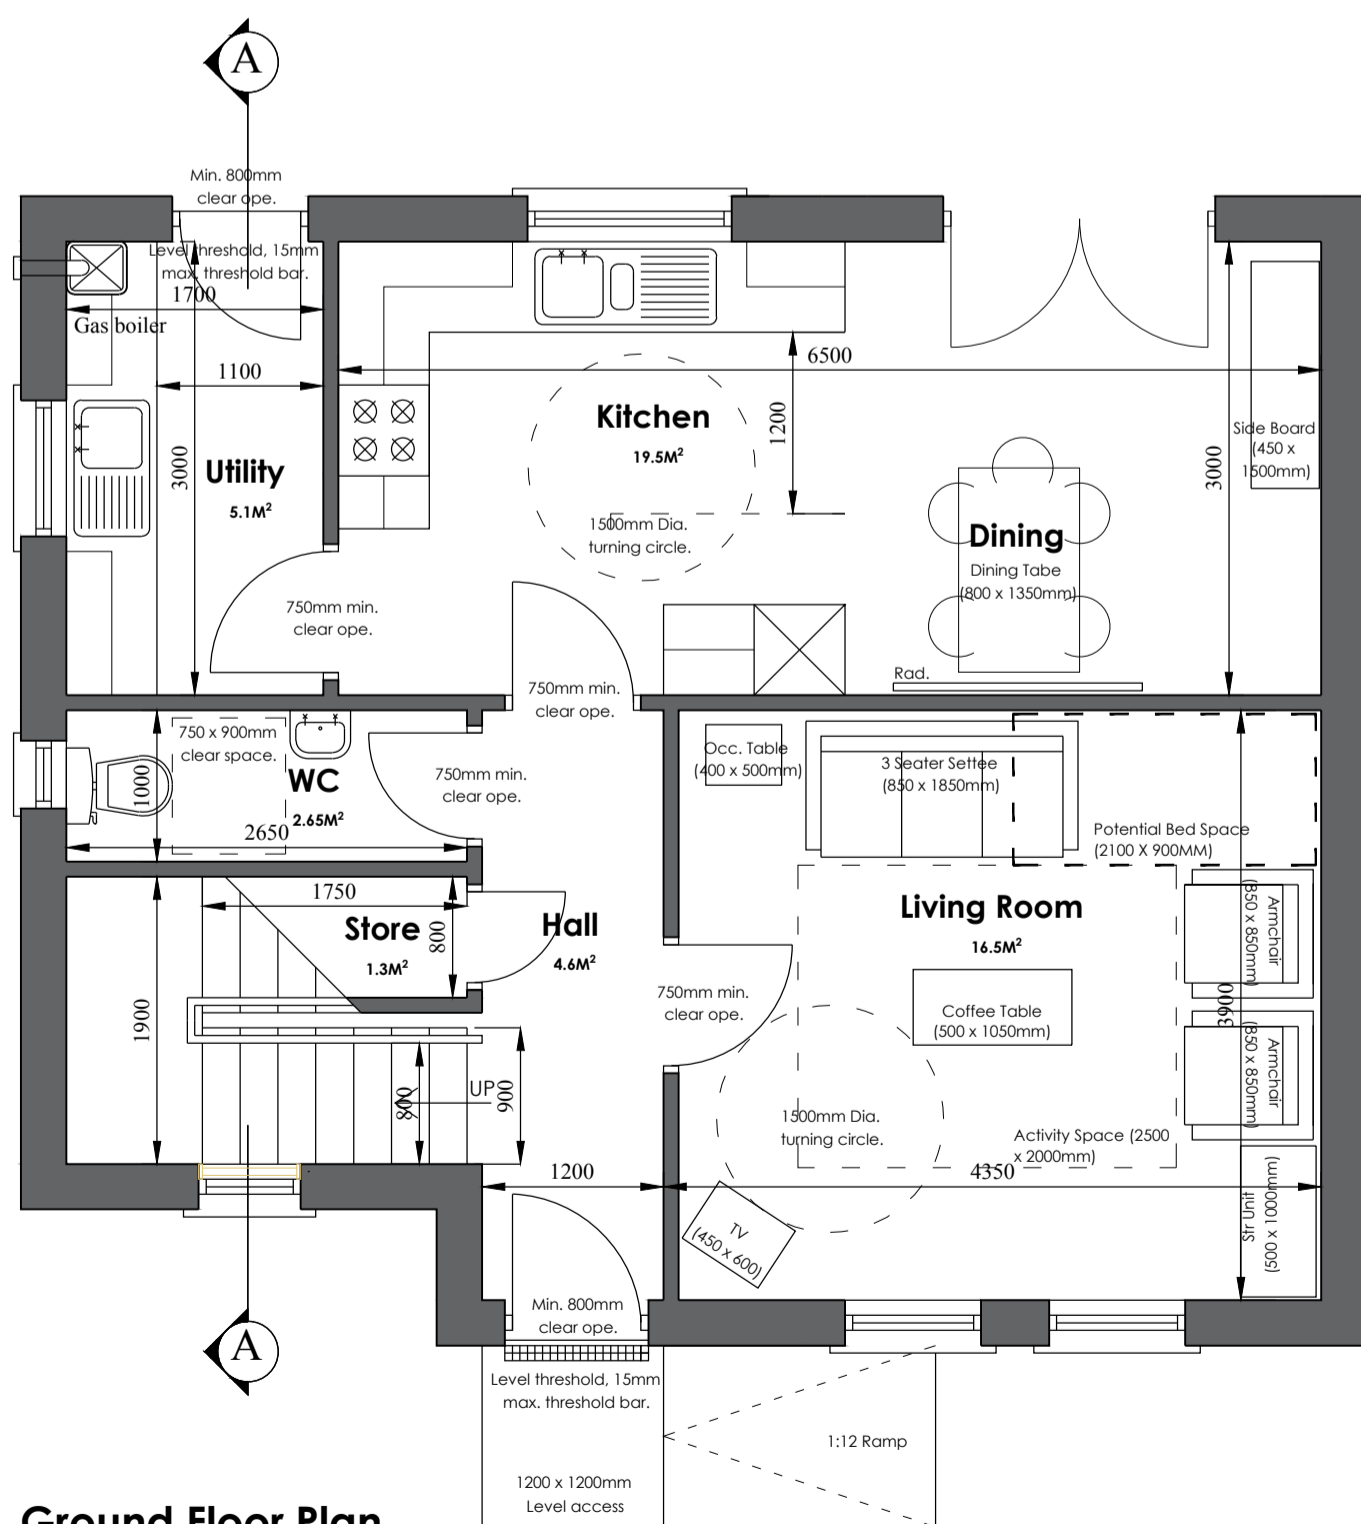 A
Min. 800mm
clear ope.
Level threshold, 15mm
max. threshold bar.
1700
Gas boiler
1100
3000
Utility
5.1M²
6500
Kitchen
19.5M²
1200
1500mm Dia.
turning circle.
3000
Side Board
(450 x
1500mm)
Dining
Dining Tabe
(800 x 1350mm)
Rad.
750mm min.
clear ope.
750mm min.
clear ope.
750 x 900mm
clear space.
WC
2.65M²
1000
2650
750mm min.
clear ope.
Occ. Table
(400 x 500mm)
3 Seater Settee
(850 x 1850mm)
Potential Bed Space
(2100 X 900MM)
1750
Store
1.3M²
800
Hall
4.6M²
Living Room
16.5M²
Armchair
(850 x 850mm)
1900
750mm min.
clear ope.
Coffee Table
(500 x 1050mm)
3900
Armchair
(850 x 850mm)
800
UP
900
1500mm Dia.
turning circle.
Activity Space (2500
x 2000mm)
1200
4350
TV
(450 x 600)
Str Unit
(500 x 1000mm)
Min. 800mm
clear ope.
A
Level threshold, 15mm
max. threshold bar.
1:12 Ramp
1200 x 1200mm
Level access
Ground Floor Plan